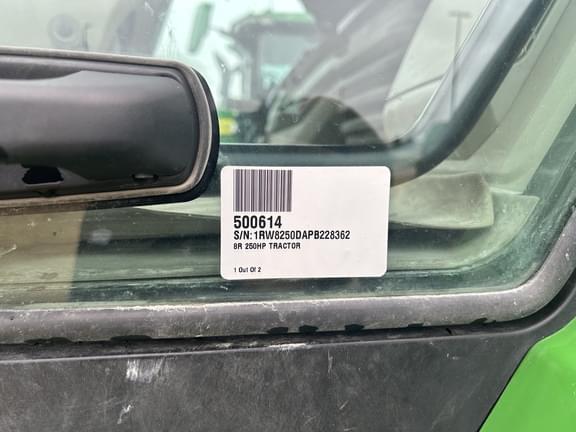 500614
S/N:1RW8250DAPB228362
8R 250HP TRACTOR
1 Out Of 2